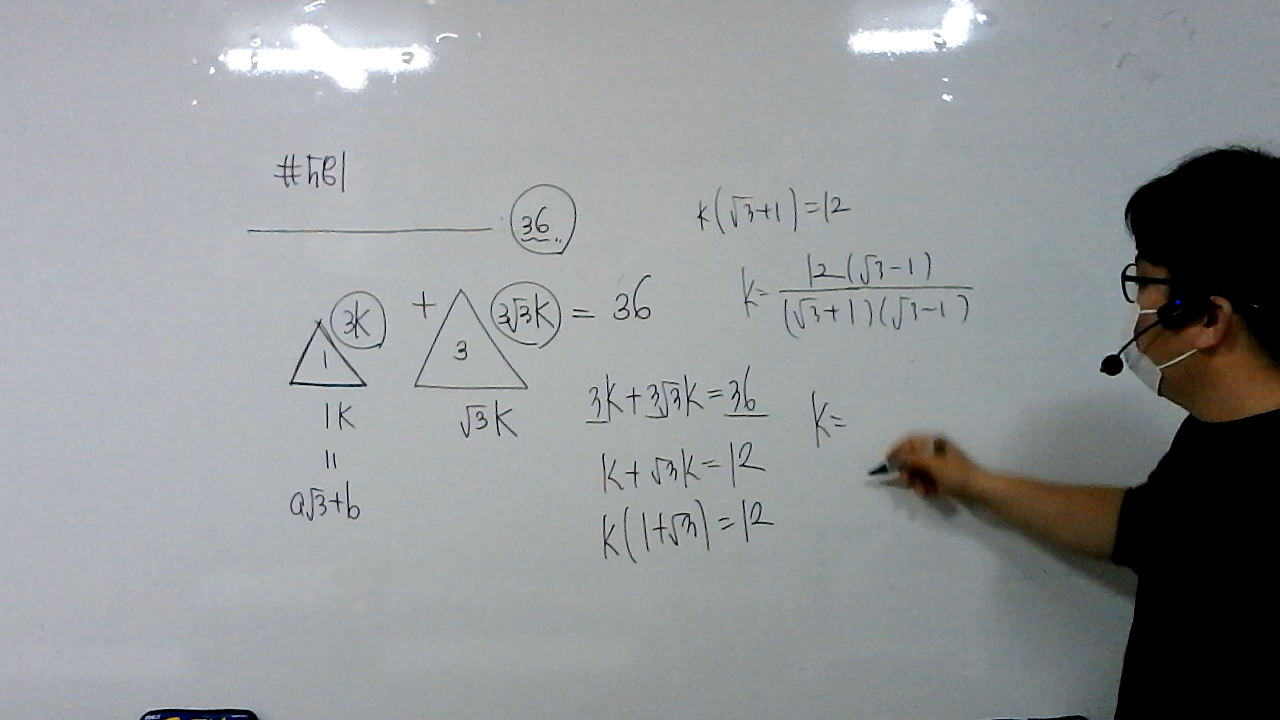 36
3k + 3√3k = 36
1 3
1k √3k
=
a√3+b
3k+3√3k=36
k+√3k=12
k(1+√3)=12
k(√3+1)=12
k= 12(√3-1)
(√3+1)(√3-1)
k=